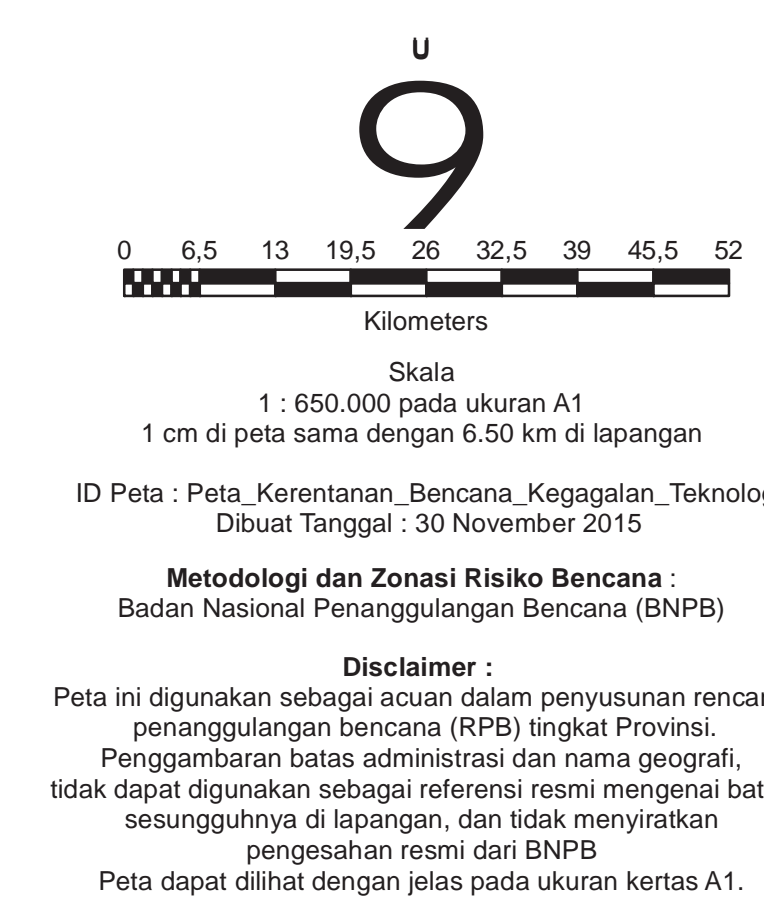 U
9
0 6,5 13 19,5 26 32,5 39 45,5 52
Kilometers
Skala
1 : 650.000 pada ukuran A1
1 cm di peta sama dengan 6.50 km di lapangan
ID Peta : Peta_Kerentanan_Bencana_Kegagalan_Teknolog
Dibuat Tanggal : 30 November 2015
Metodologi dan Zonasi Risiko Bencana :
Badan Nasional Penanggulangan Bencana (BNPB)
Disclaimer :
Peta ini digunakan sebagai acuan dalam penyusunan rencan
penanggulangan bencana (RPB) tingkat Provinsi.
Penggambaran batas administrasi dan nama geografi,
tidak dapat digunakan sebagai referensi resmi mengenai bat
sesungguhnya di lapangan, dan tidak menyiratkan
pengesahan resmi dari BNPB
Peta dapat dilihat dengan jelas pada ukuran kertas A1.